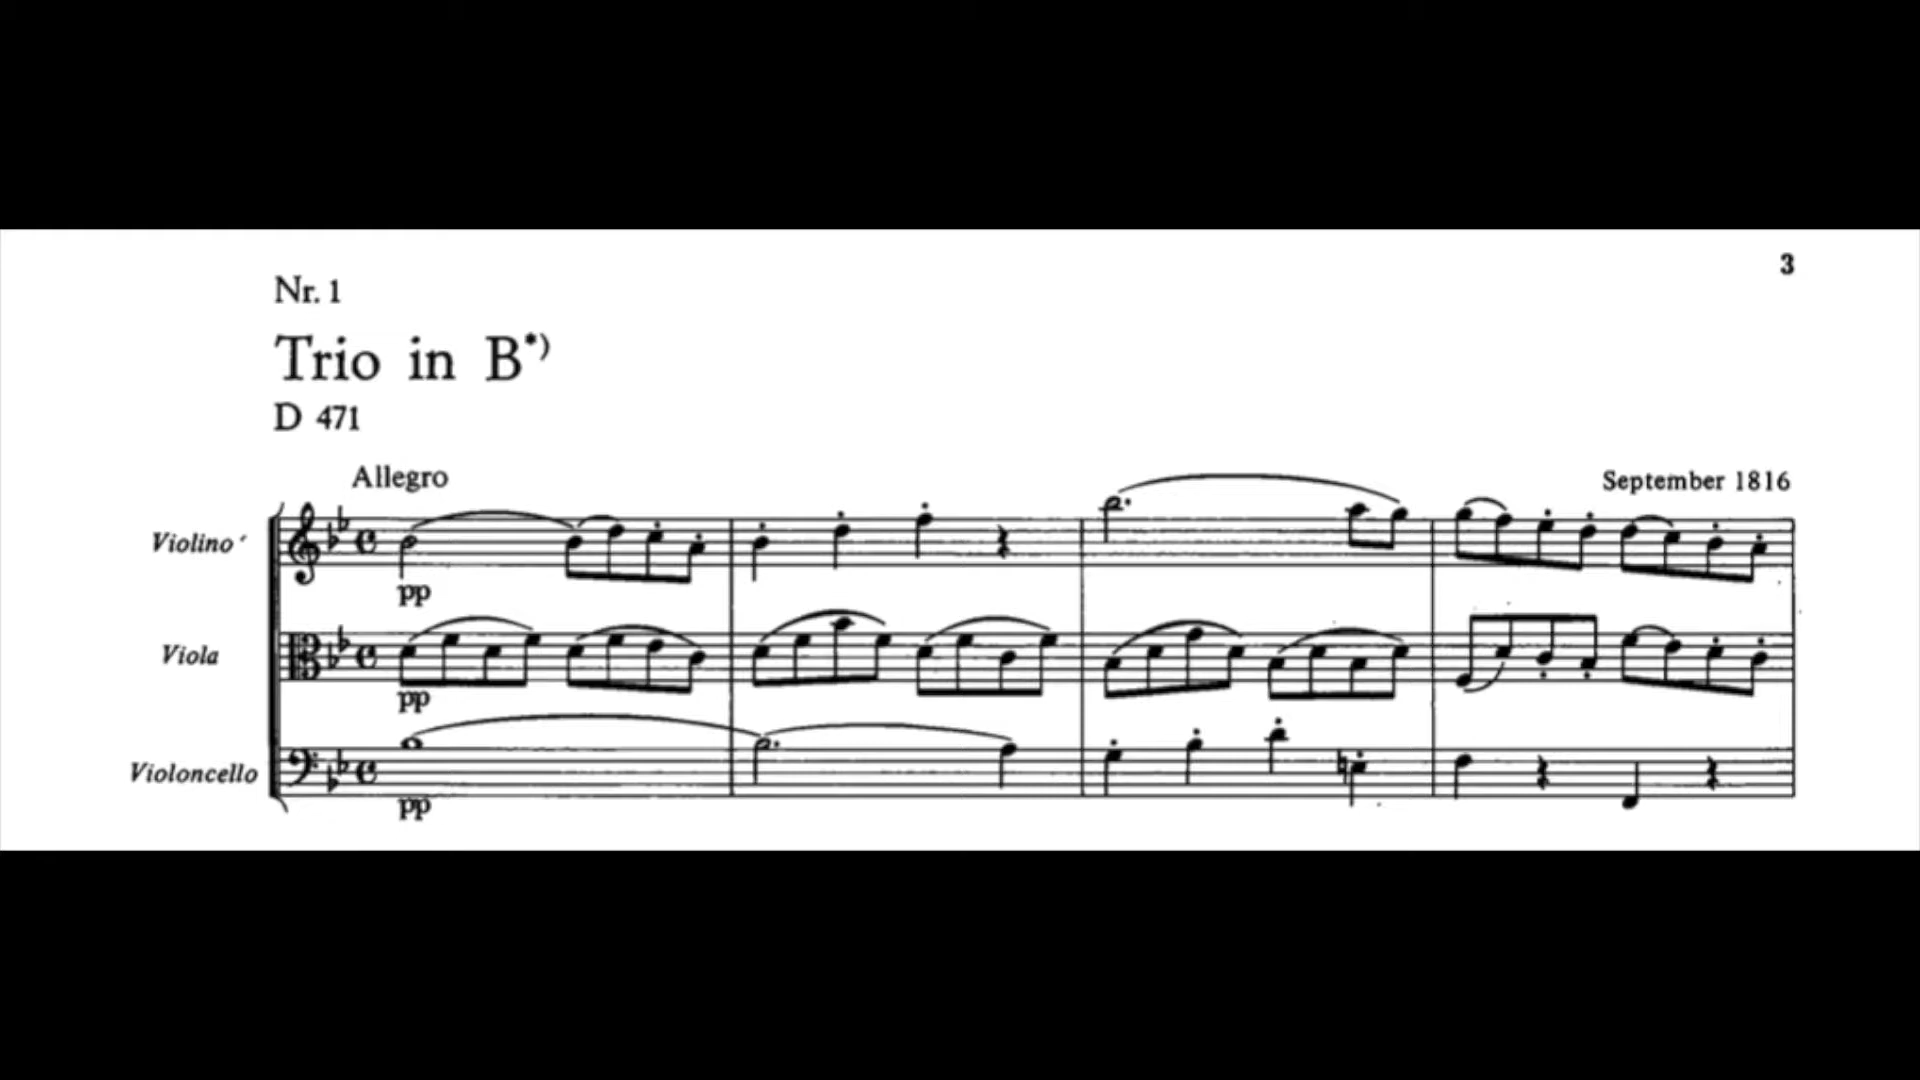 3
Nr. 1
Trio in B*)
D 471
Allegro
September 1816
Violino
pp
Viola
pp
Violoncello
pp